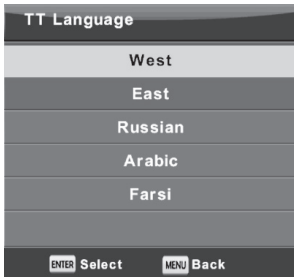 TT Language
West
East
Russian
Arabic
Farsi
ENTER Select MENU Back